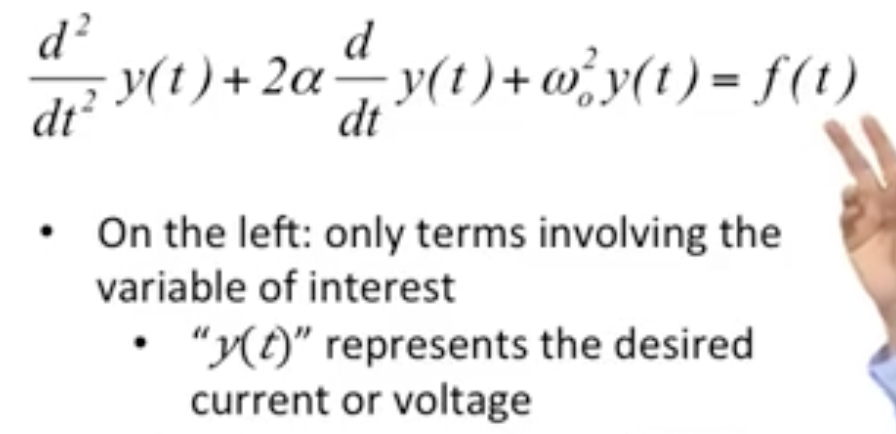 d²/dt² y(t) + 2α d/dt y(t) + ωₒ² y(t) = f(t)
• On the left: only terms involving the
variable of interest
• “y(t)” represents the desired
current or voltage